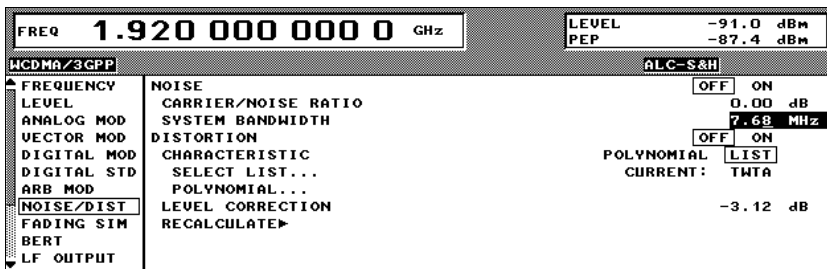 FREQ 1.920 000 000 0 GHz
LEVEL -91.0 dBm
PEP -87.4 dBm
WCDMA/3GPP ALC-S&H
FREQUENCY
LEVEL
ANALOG MOD
VECTOR MOD
DIGITAL MOD
DIGITAL STD
ARB MOD
NOISE/DIST
FADING SIM
BERT
LF OUTPUT
NOISE OFF ON
CARRIER/NOISE RATIO 0.00 dB
SYSTEM BANDWIDTH 7.68 MHz
DISTORTION OFF ON
CHARACTERISTIC POLYNOMIAL LIST
SELECT LIST... CURRENT: TWTA
POLYNOMIAL...
LEVEL CORRECTION -3.12 dB
RECALCULATE▶